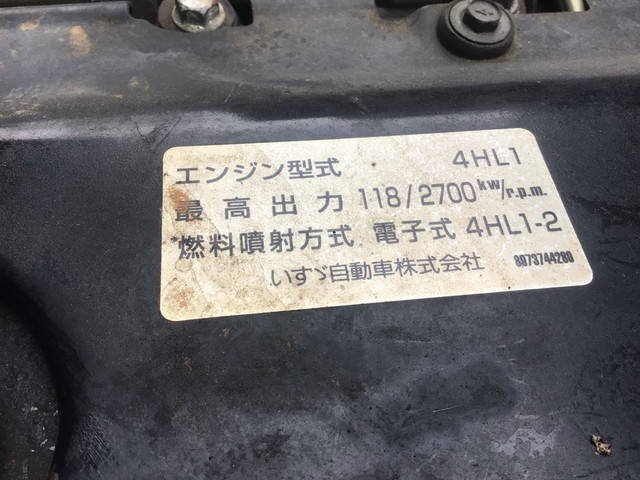 エンジン型式 4HL1
最高出力 118/2700 kw/r.p.m.
燃料噴射方式 電子式 4HL1-2
いすゞ自動車株式会社 8973744280